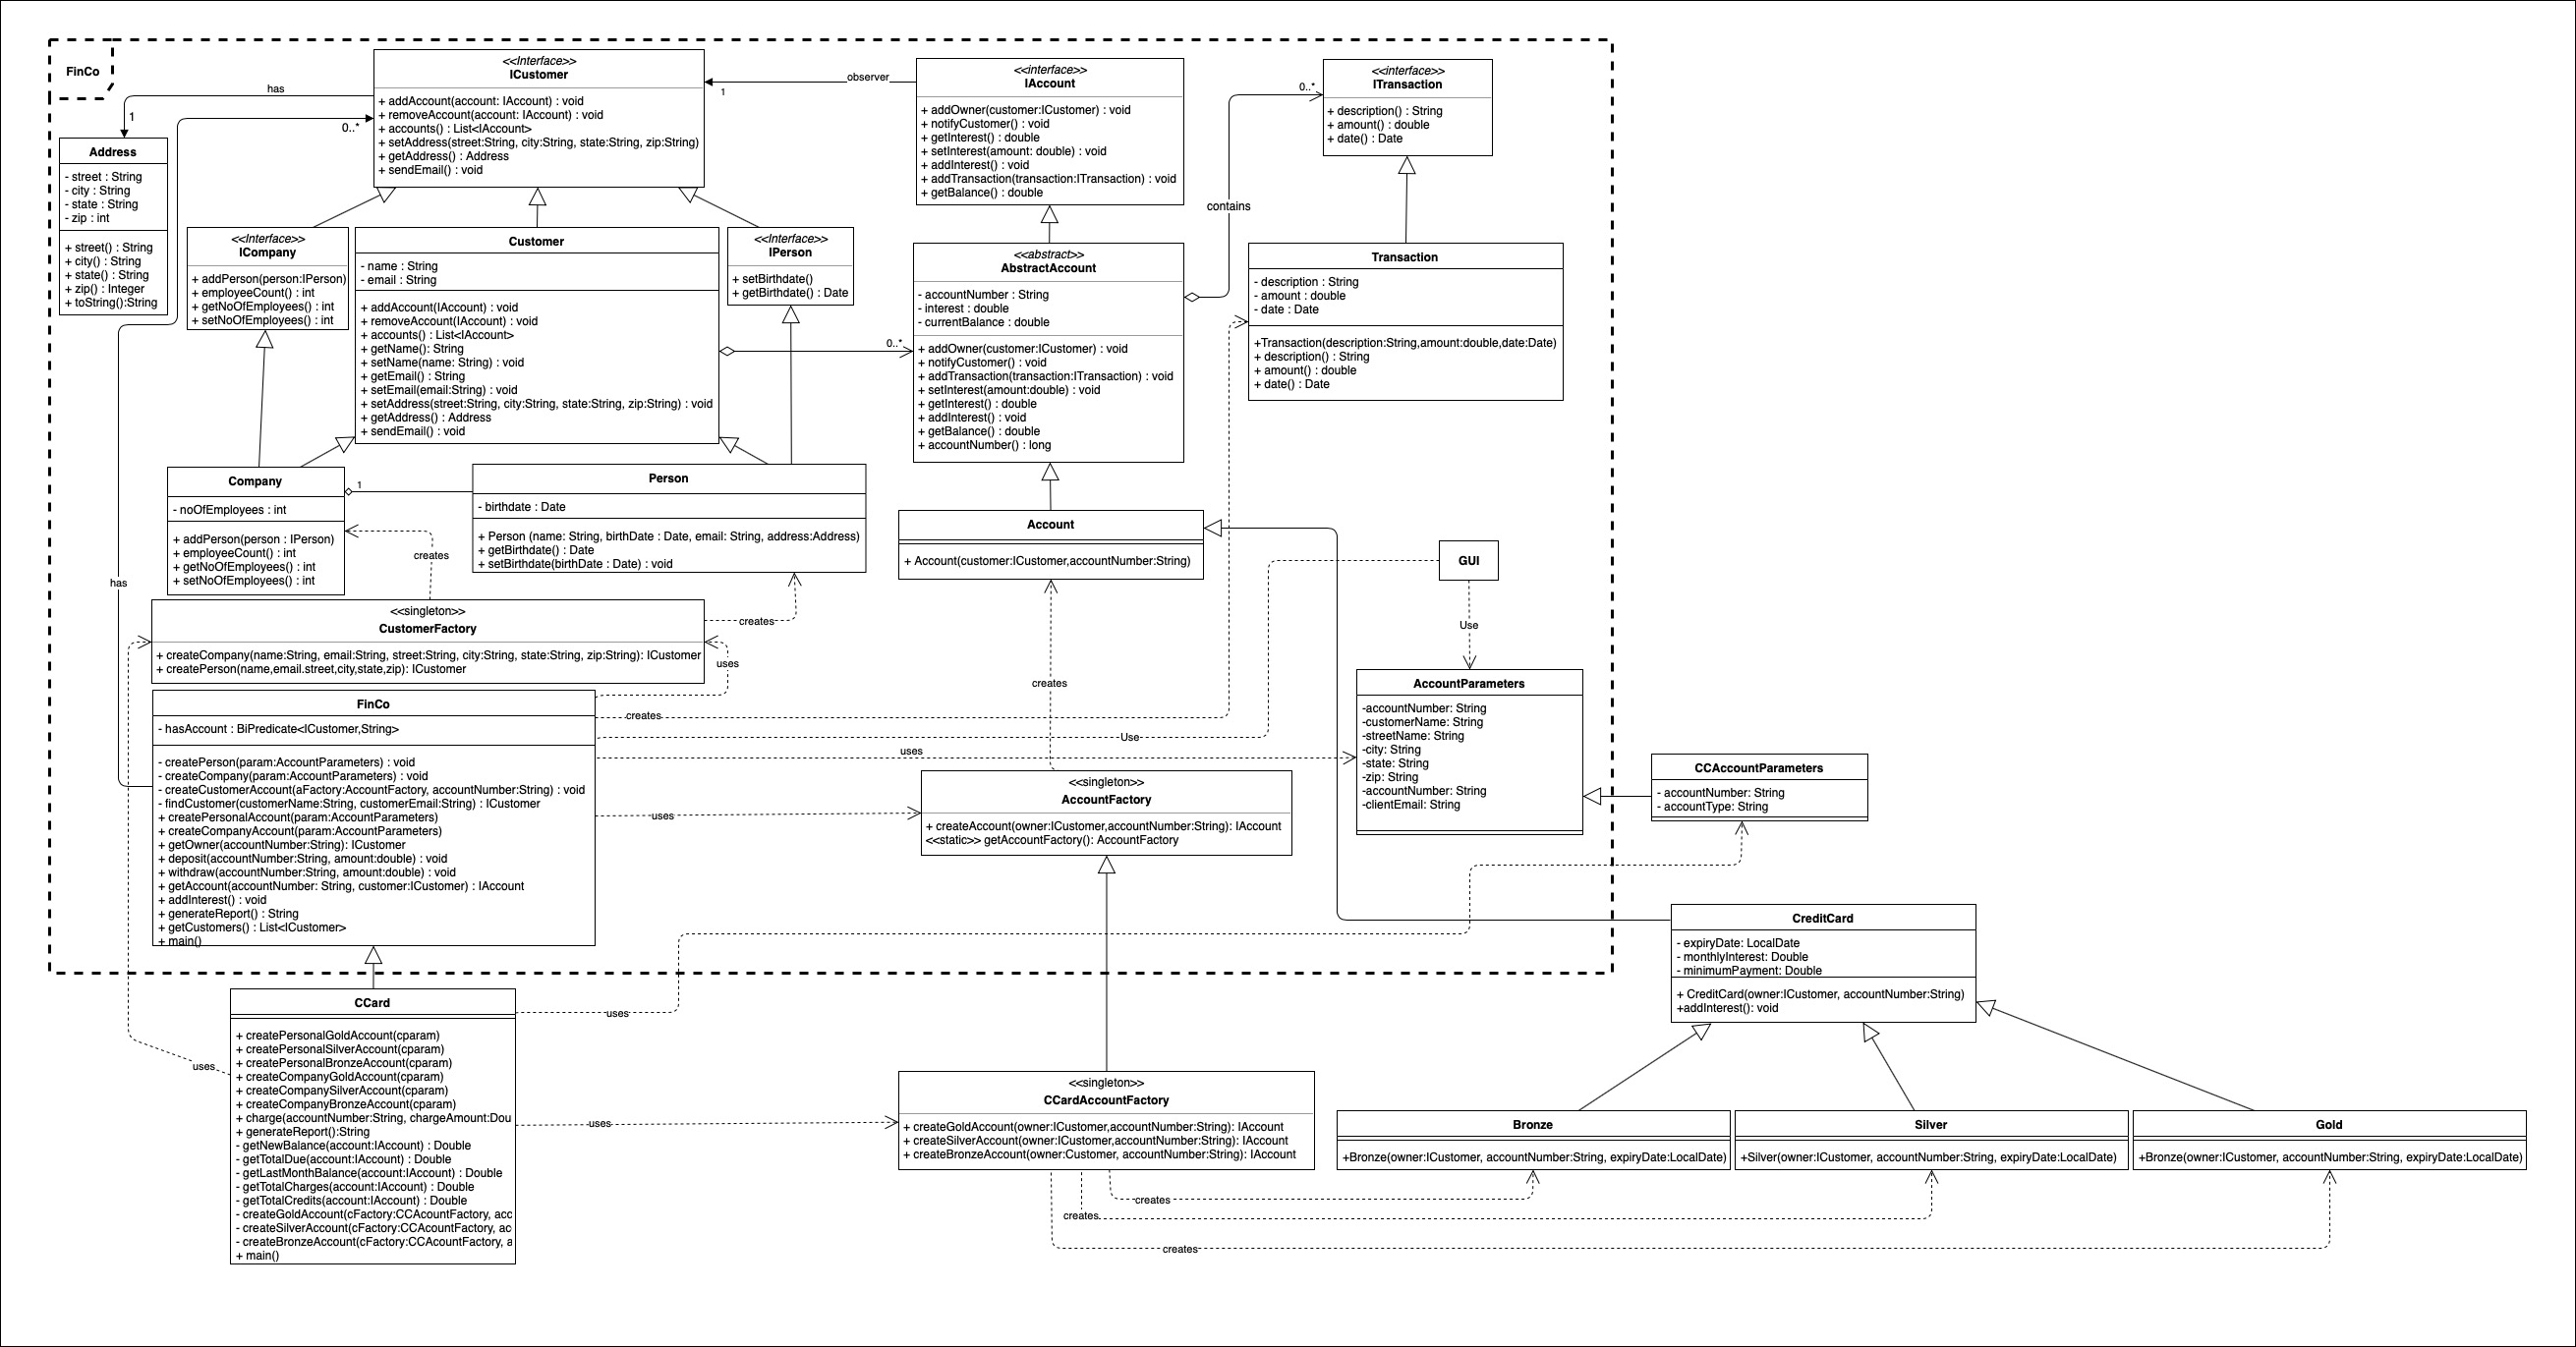 FinCo
has
1
0..*
<<Interface>>
ICustomer
+ addAccount(account: IAccount) : void
+ removeAccount(account: IAccount) : void
+ accounts() : List<IAccount>
+ setAddress(street:String, city:String, state:String, zip:String)
+ getAddress() : Address
+ sendEmail() : void
observer
1
<<interface>>
IAccount
+ addOwner(customer:ICustomer) : void
+ notifyCustomer() : void
+ getInterest() : double
+ setInterest(amount: double) : void
+ addInterest() : void
+ addTransaction(transaction:ITransaction) : void
+ getBalance() : double
contains
0..*
<<interface>>
ITransaction
+ description() : String
+ amount() : double
+ date() : Date
Address
- street : String
- city : String
- state : String
- zip : int
+ street() : String
+ city() : String
+ state() : String
+ zip() : Integer
+ toString():String
<<Interface>>
ICompany
+ addPerson(person:IPerson)
+ employeeCount() : int
+ getNoOfEmployees() : int
+ setNoOfEmployees() : int
Customer
- name : String
- email : String
+ addAccount(IAccount) : void
+ removeAccount(IAccount) : void
+ accounts() : List<IAccount>
+ getName(): String
+ setName(name: String) : void
+ getEmail() : String
+ setEmail(email:String) : void
+ setAddress(street:String, city:String, state:String, zip:String) : void
+ getAddress() : Address
+ sendEmail() : void
<<Interface>>
IPerson
+ setBirthdate()
+ getBirthdate() : Date
0..*
<<abstract>>
AbstractAccount
- accountNumber : String
- interest : double
- currentBalance : double
+ addOwner(customer:ICustomer) : void
+ notifyCustomer() : void
+ addTransaction(transaction:ITransaction) : void
+ setInterest(amount:double) : void
+ getInterest() : double
+ addInterest() : void
+ getBalance() : double
+ accountNumber() : long
Transaction
- description : String
- amount : double
- date : Date
+Transaction(description:String,amount:double,date:Date)
+ description() : String
+ amount() : double
+ date() : Date
Company
- noOfEmployees : int
+ addPerson(person : IPerson)
+ employeeCount() : int
+ getNoOfEmployees() : int
+ setNoOfEmployees() : int
1
Person
- birthdate : Date
+ Person (name: String, birthDate : Date, email: String, address:Address)
+ getBirthdate() : Date
+ setBirthdate(birthDate : Date) : void
Account
+ Account(customer:ICustomer,accountNumber:String)
GUI
Use
creates
has
creates
<<singleton>>
CustomerFactory
+ createCompany(name:String, email:String, street:String, city:String, state:String, zip:String): ICustomer
+ createPerson(name,email.street,city,state,zip): ICustomer
uses
creates
FinCo
- hasAccount : BiPredicate<ICustomer,String>
- createPerson(param:AccountParameters) : void
- createCompany(param:AccountParameters) : void
- createCustomerAccount(aFactory:AccountFactory, accountNumber:String) : void
- findCustomer(customerName:String, customerEmail:String) : ICustomer
+ createPersonalAccount(param:AccountParameters)
+ createCompanyAccount(param:AccountParameters)
+ getOwner(accountNumber:String): ICustomer
+ deposit(accountNumber:String, amount:double) : void
+ withdraw(accountNumber:String, amount:double) : void
+ getAccount(accountNumber: String, customer:ICustomer) : IAccount
+ addInterest() : void
+ generateReport() : String
+ getCustomers() : List<ICustomer>
+ main()
creates
Use
uses
uses
AccountParameters
-accountNumber: String
-customerName: String
-streetName: String
-city: String
-state: String
-zip: String
-accountNumber: String
-clientEmail: String
CCAccountParameters
- accountNumber: String
- accountType: String
<<singleton>>
AccountFactory
+ createAccount(owner:ICustomer,accountNumber:String): IAccount
<<static>> getAccountFactory(): AccountFactory
CreditCard
- expiryDate: LocalDate
- monthlyInterest: Double
- minimumPayment: Double
+ CreditCard(owner:ICustomer, accountNumber:String)
+addInterest(): void
CCard
+ createPersonalGoldAccount(cparam)
+ createPersonalSilverAccount(cparam)
+ createPersonalBronzeAccount(cparam)
+ createCompanyGoldAccount(cparam)
+ createCompanySilverAccount(cparam)
+ createCompanyBronzeAccount(cparam)
+ charge(accountNumber:String, chargeAmount:Dou
+ generateReport():String
- getNewBalance(account:IAccount) : Double
- getTotalDue(account:IAccount) : Double
- getLastMonthBalance(account:IAccount) : Double
- getTotalCharges(account:IAccount) : Double
- getTotalCredits(account:IAccount) : Double
- createGoldAccount(cFactory:CCAcountFactory, acc
- createSilverAccount(cFactory:CCAcountFactory, ac
- createBronzeAccount(cFactory:CCAcountFactory, a
+ main()
uses
uses
uses
<<singleton>>
CCardAccountFactory
+ createGoldAccount(owner:ICustomer,accountNumber:String): IAccount
+ createSilverAccount(owner:ICustomer,accountNumber:String): IAccount
+ createBronzeAccount(owner:Customer, accountNumber:String): IAccount
Bronze
+Bronze(owner:ICustomer, accountNumber:String, expiryDate:LocalDate)
Silver
+Silver(owner:ICustomer, accountNumber:String, expiryDate:LocalDate)
Gold
+Bronze(owner:ICustomer, accountNumber:String, expiryDate:LocalDate)
creates
creates
creates